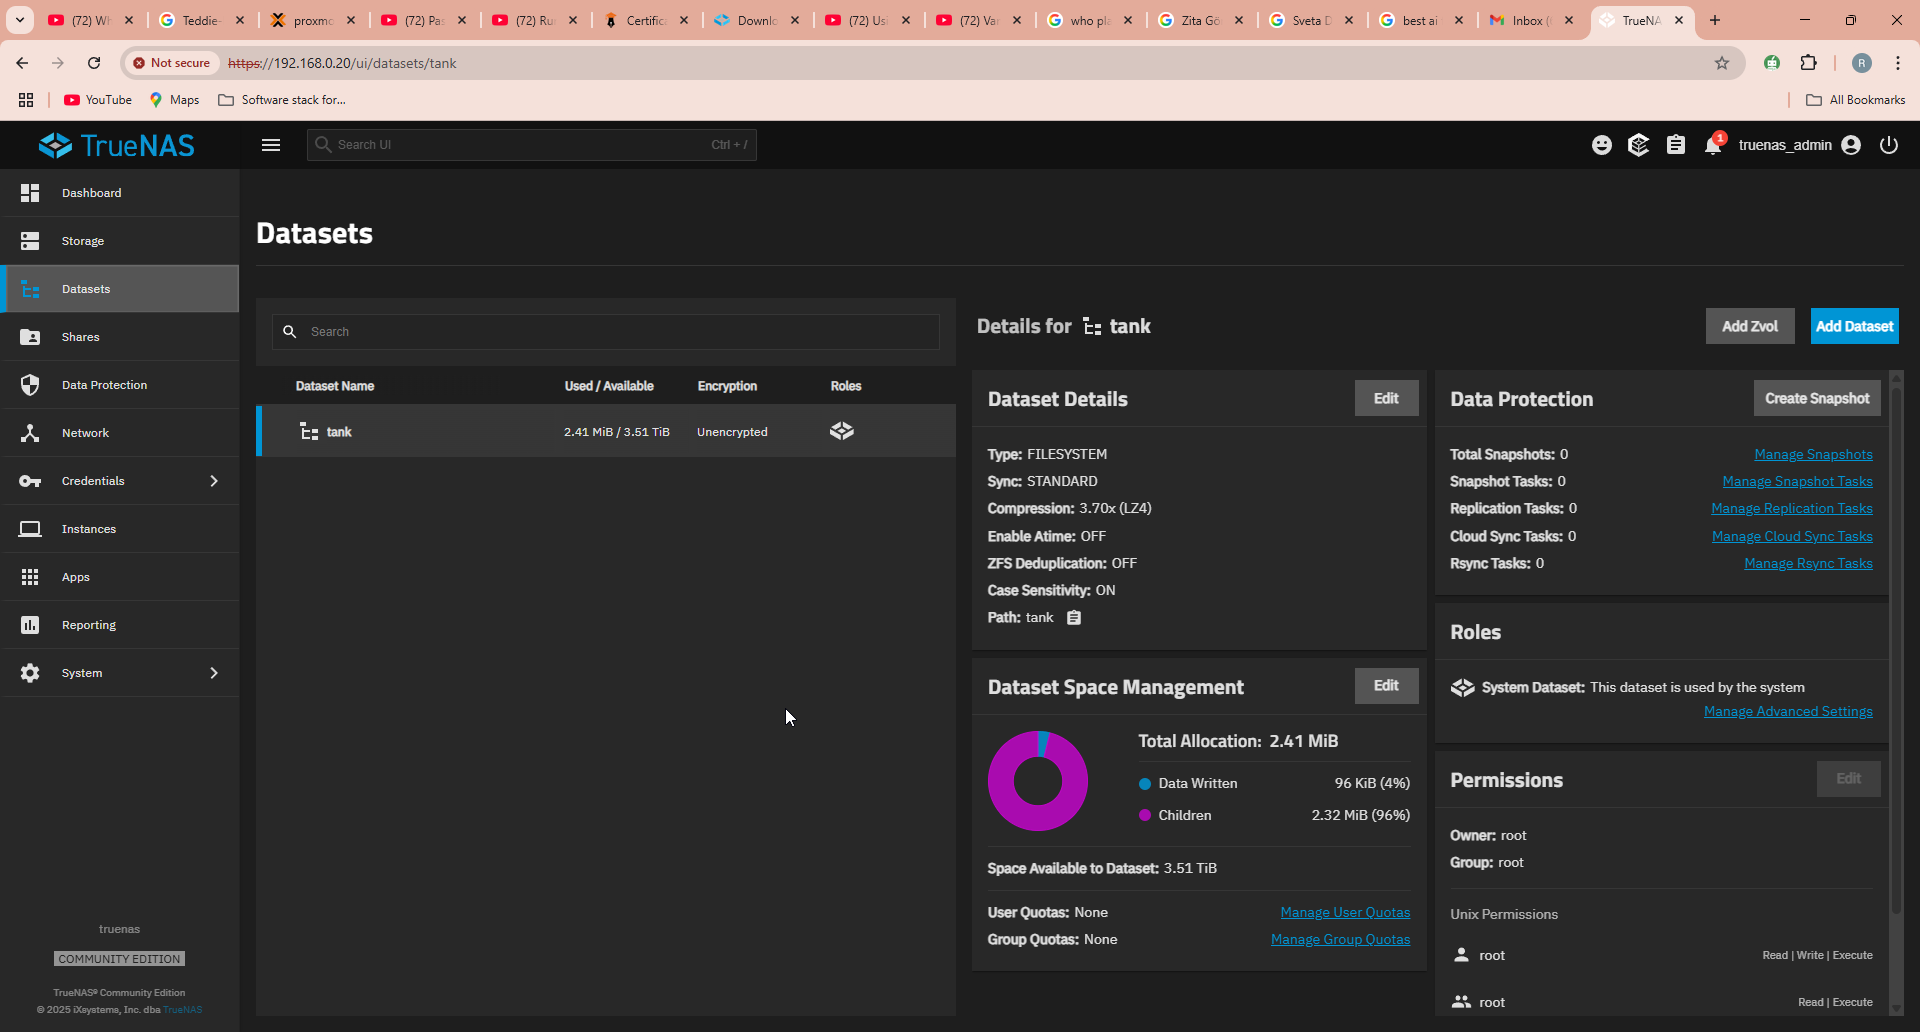 (72) Wh
Teddie-
proxmo
(72) Pas
(72) Ru
Certific
Downlo
(72) Usi
(72) Var
who pla
Zita Gö
Sveta D
best ai
Inbox (
TrueNA
Not secure
https://192.168.0.20/ui/datasets/tank
R
YouTube
Maps
Software stack for...
All Bookmarks
TrueNAS
Search UI
Ctrl + /
1
truenas_admin
Dashboard
Storage
Datasets
Shares
Data Protection
Network
Credentials
Instances
Apps
Reporting
System
truenas
COMMUNITY EDITION
TrueNAS® Community Edition
© 2025 iXsystems, Inc. dba TrueNAS
Datasets
Search
Dataset Name Used / Available Encryption Roles
tank 2.41 MiB / 3.51 TiB Unencrypted
Details for tank
Add Zvol
Add Dataset
Dataset Details
Edit
Type: FILESYSTEM
Sync: STANDARD
Compression: 3.70x (LZ4)
Enable Atime: OFF
ZFS Deduplication: OFF
Case Sensitivity: ON
Path: tank
Dataset Space Management
Edit
Total Allocation: 2.41 MiB
Data Written 96 KiB (4%)
Children 2.32 MiB (96%)
Space Available to Dataset: 3.51 TiB
User Quotas: None Manage User Quotas
Group Quotas: None Manage Group Quotas
Data Protection
Create Snapshot
Total Snapshots: 0 Manage Snapshots
Snapshot Tasks: 0 Manage Snapshot Tasks
Replication Tasks: 0 Manage Replication Tasks
Cloud Sync Tasks: 0 Manage Cloud Sync Tasks
Rsync Tasks: 0 Manage Rsync Tasks
Roles
System Dataset: This dataset is used by the system
Manage Advanced Settings
Permissions
Edit
Owner: root
Group: root
Unix Permissions
root Read | Write | Execute
root Read | Execute